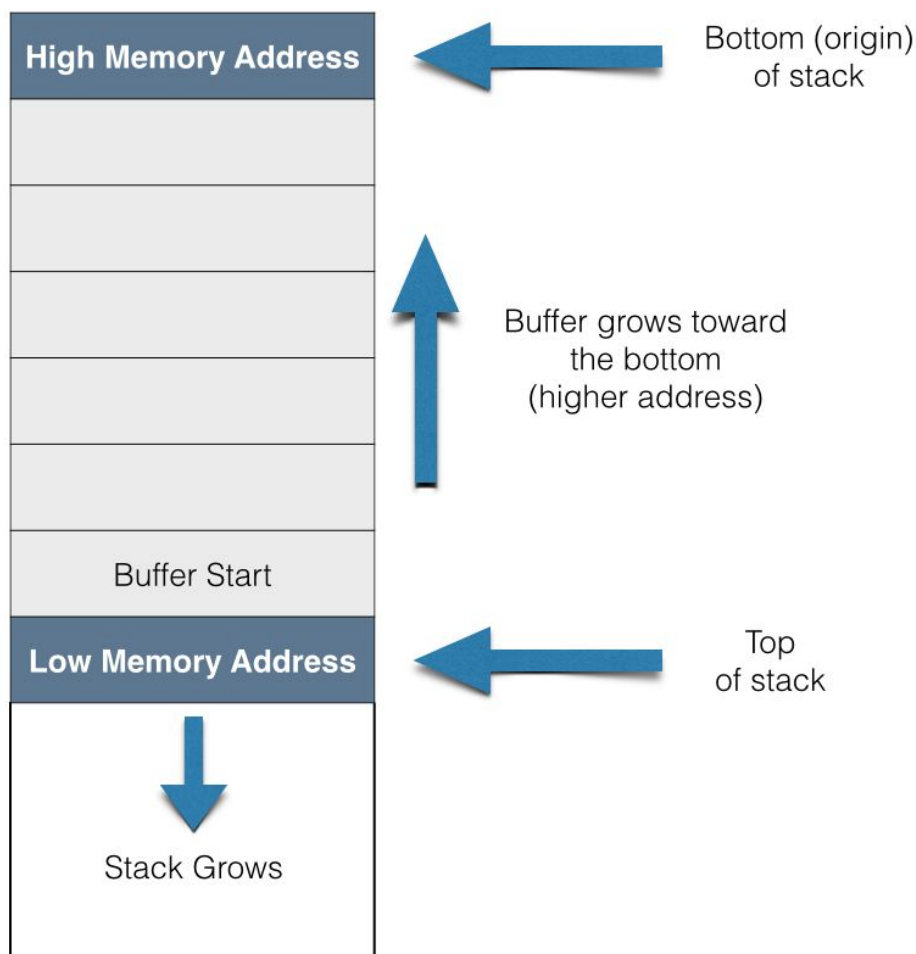 High Memory Address
Bottom (origin)
of stack
Buffer grows toward
the bottom
(higher address)
Buffer Start
Low Memory Address
Top
of stack
Stack Grows